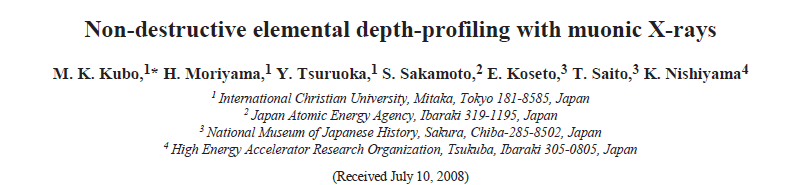 Non-destructive elemental depth-profiling with muonic X-rays
M. K. Kubo,1* H. Moriyama,1 Y. Tsuruoka,1 S. Sakamoto,2 E. Koseto,3 T. Saito,3 K. Nishiyama4
1 International Christian University, Mitaka, Tokyo 181-8585, Japan
2 Japan Atomic Energy Agency, Ibaraki 319-1195, Japan
3 National Museum of Japanese History, Sakura, Chiba-285-8502, Japan
4 High Energy Accelerator Research Organization, Tsukuba, Ibaraki 305-0805, Japan
(Received July 10, 2008)